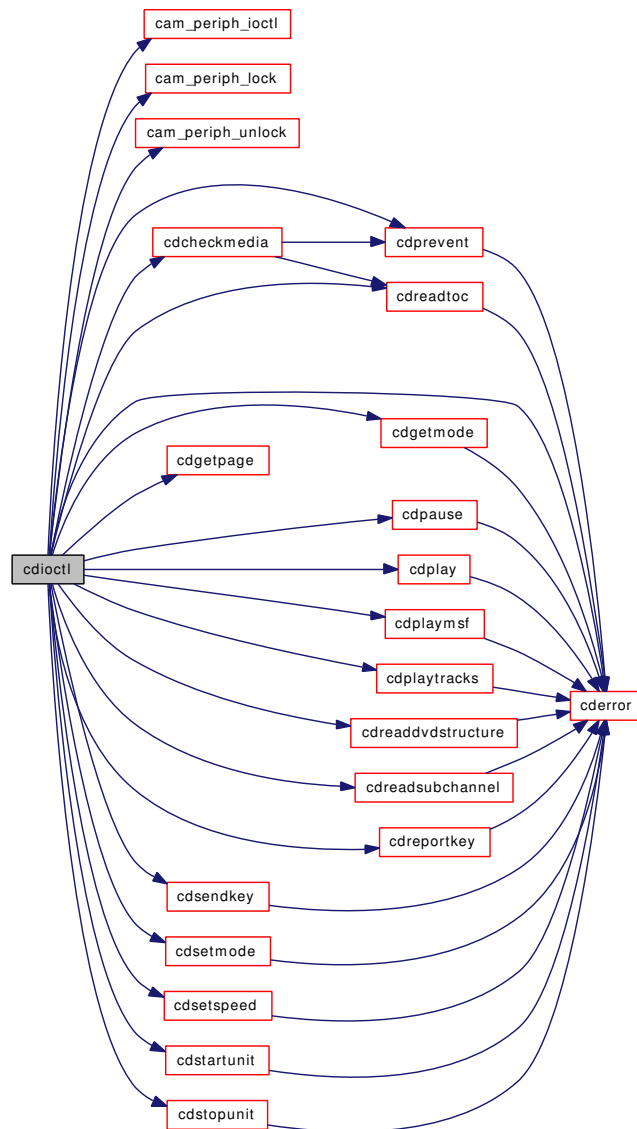 cam_periph_ioctl
cam_periph_lock
cam_periph_unlock
cdcheckmedia
cdprevent
cdreadtoc
cdgetmode
cdgetpage
cdpause
cdioctl
cdplay
cdplaymsf
cdplaytracks
cderror
cdreaddvdstructure
cdreadsubchannel
cdreportkey
cdsendkey
cdsetmode
cdsetspeed
cdstartunit
cdstopunit